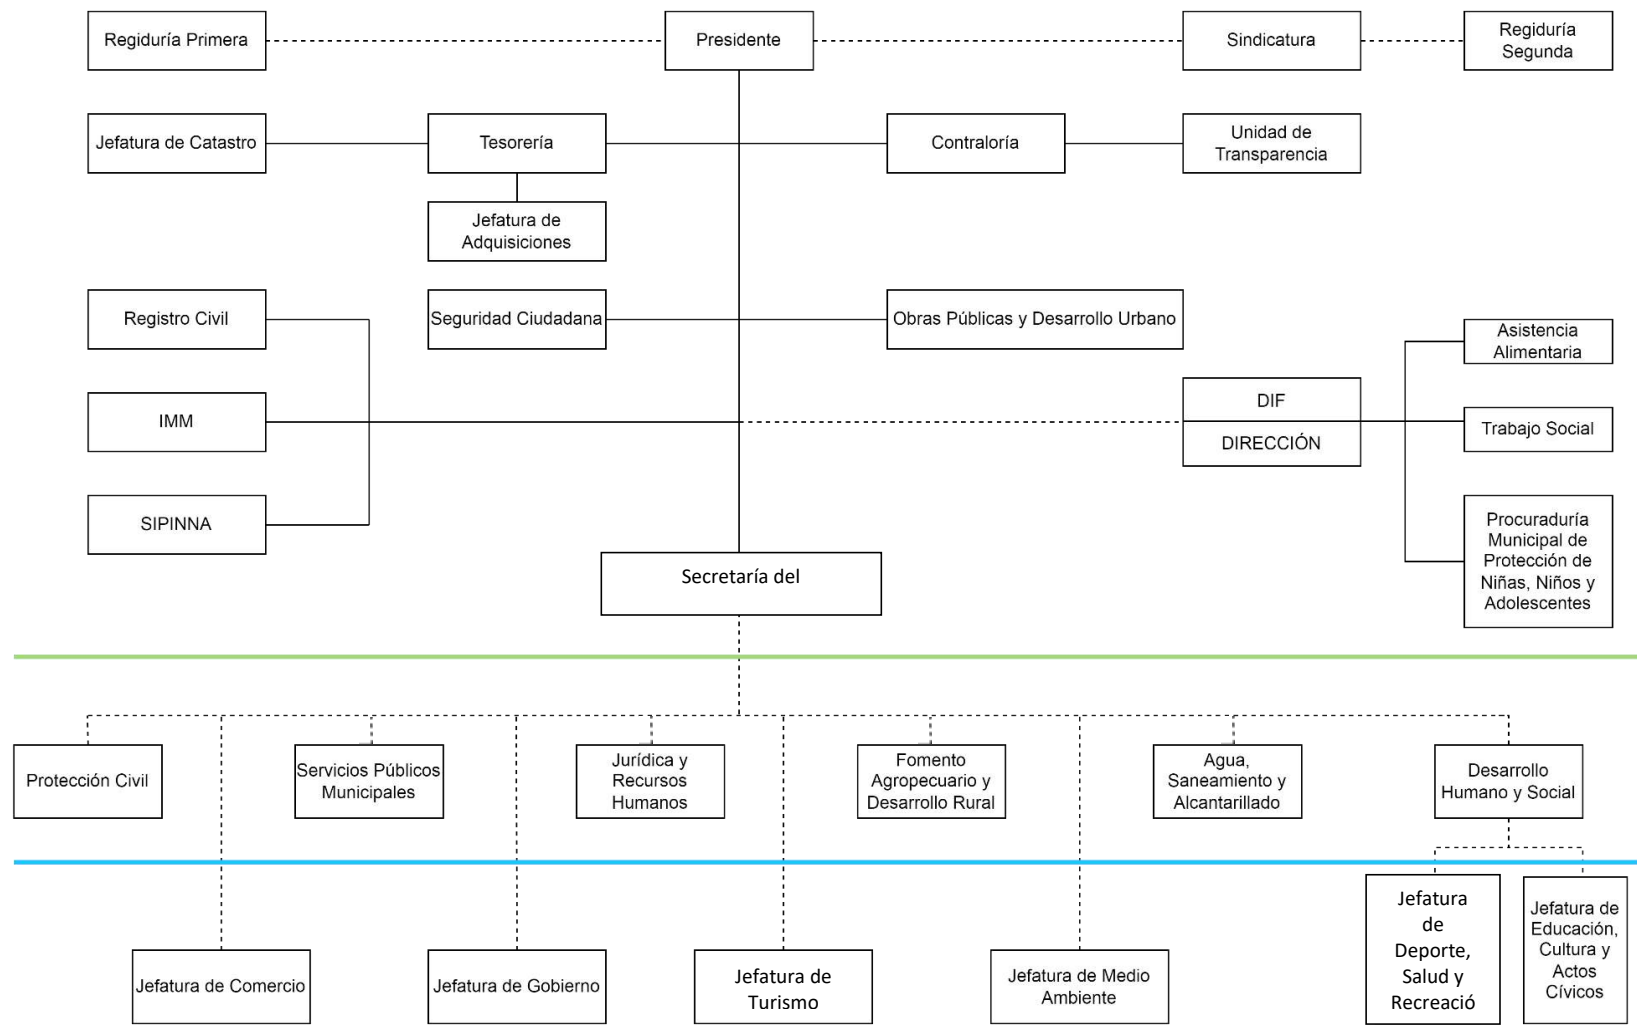 Regiduría Primera
Presidente
Sindicatura
Regiduría
Segunda
Jefatura de Catastro
Tesorería
Contraloría
Unidad de
Transparencia
Jefatura de
Adquisiciones
Registro Civil
Seguridad Ciudadana
Obras Públicas y Desarrollo Urbano
Asistencia
Alimentaria
IMM
DIF
DIRECCIÓN
Trabajo Social
SIPINNA
Procuraduría
Municipal de
Protección de
Niñas, Niños y
Adolescentes
Secretaría del
Protección Civil
Servicios Públicos
Municipales
Jurídica y
Recursos
Humanos
Fomento
Agropecuario y
Desarrollo Rural
Agua,
Saneamiento y
Alcantarillado
Desarrollo
Humano y Social
Jefatura de Comercio
Jefatura de Gobierno
Jefatura de
Turismo
Jefatura de Medio
Ambiente
Jefatura
de
Deporte,
Salud y
Recreació
Jefatura de
Educación,
Cultura y
Actos
Cívicos